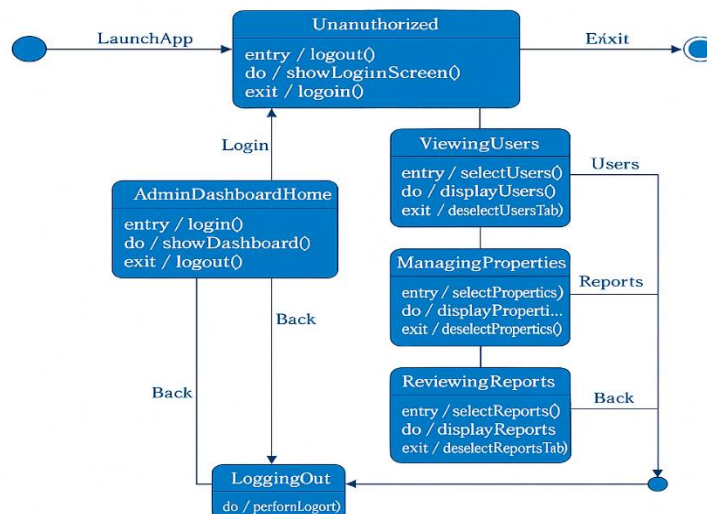 Unanuthorized
LaunchApp
Enxit
entry / logout()
do / showLogiınScreen()
exit / logoin()
Login
ViewingUsers
Users
entry / selectUsers()
do / displayUsers()
exit / deselectUsersTab)
AdminDashboardHome
entry / login()
do / showDashboard()
exit / logout()
ManagingProperties
Reports
entry / selectPropertics)
do / displayProperti...
exit / deselectPropertics()
Back
Back
ReviewingReports
Back
entry / selectReports()
do / displayReports
exit / deselectReportsTab)
LoggingOut
do / perfornLogort)